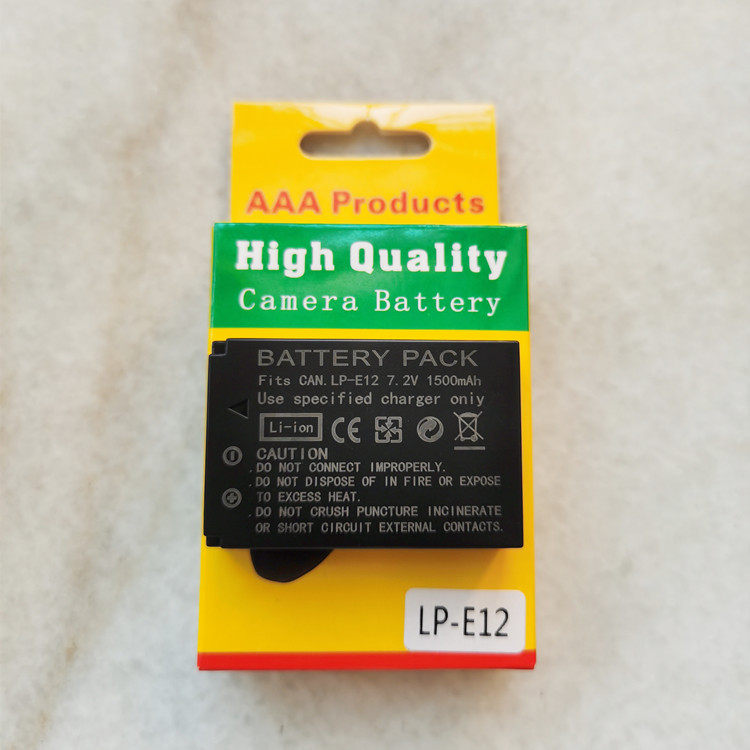 AAA Products
High Quality
Camera Battery
BATTERY PACK
Fits CAN.LP-E12 7.2V 1500mAh
Use specified charger oniy
Li-ion
CE
CAUTION
.DO NOT CONNECT IMPROPERLY.
.DO NOT DISPOSE OF IN FIRE OR EXPOSE
TO EXCESS HEAT.
.DO NOT CRUSH PUNCTURE INCINERATE
OR SHORT CIRCUIT EXTERNAL CONTACTS.
LP-E12